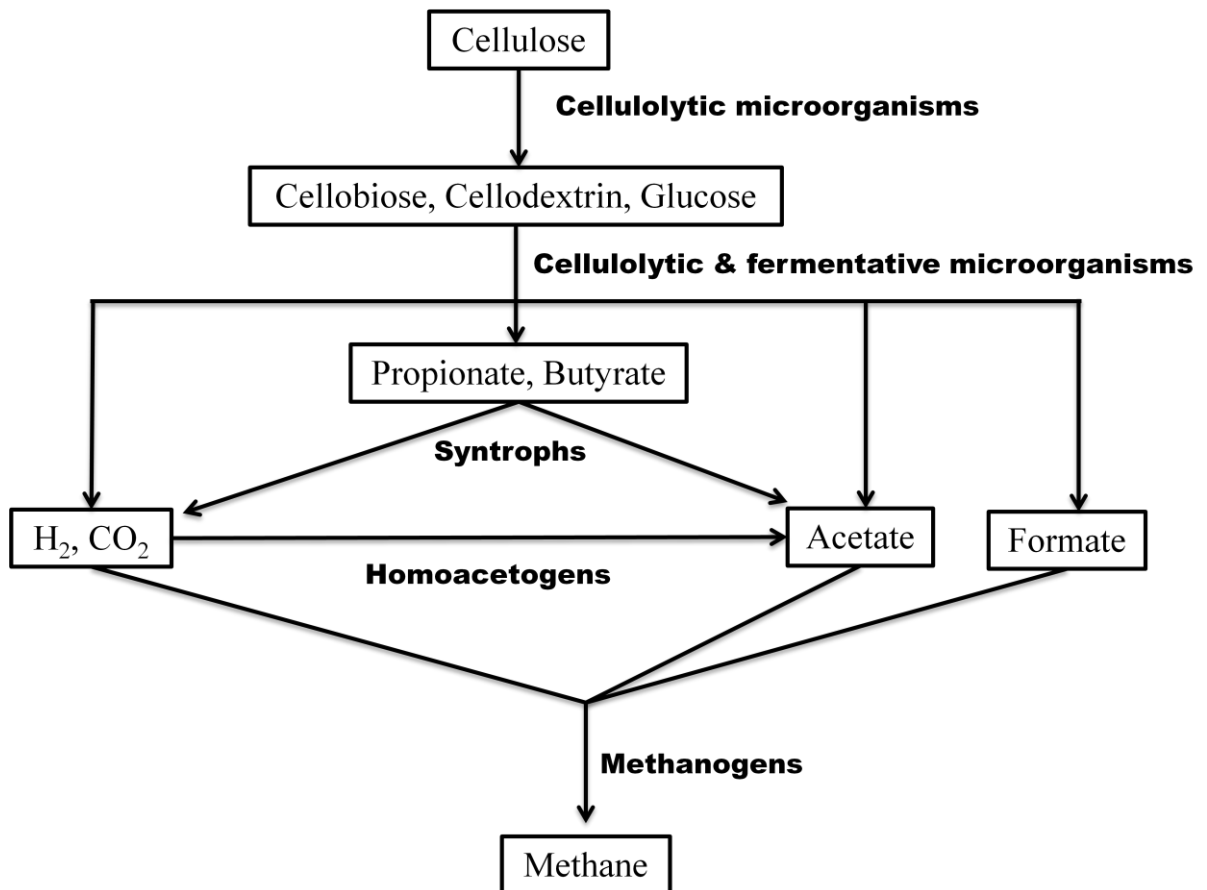 Cellulose
Cellulolytic microorganisms
Cellobiose, Cellodextrin, Glucose
Cellulolytic & fermentative microorganisms
Propionate, Butyrate
Syntrophs
H₂, CO₂
Acetate
Formate
Homoacetogens
Methanogens
Methane